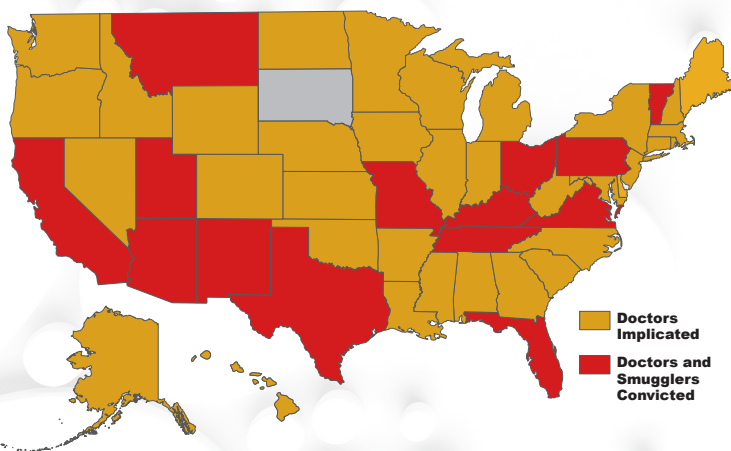 Doctors
Implicated
Doctors and
Smugglers
Convicted